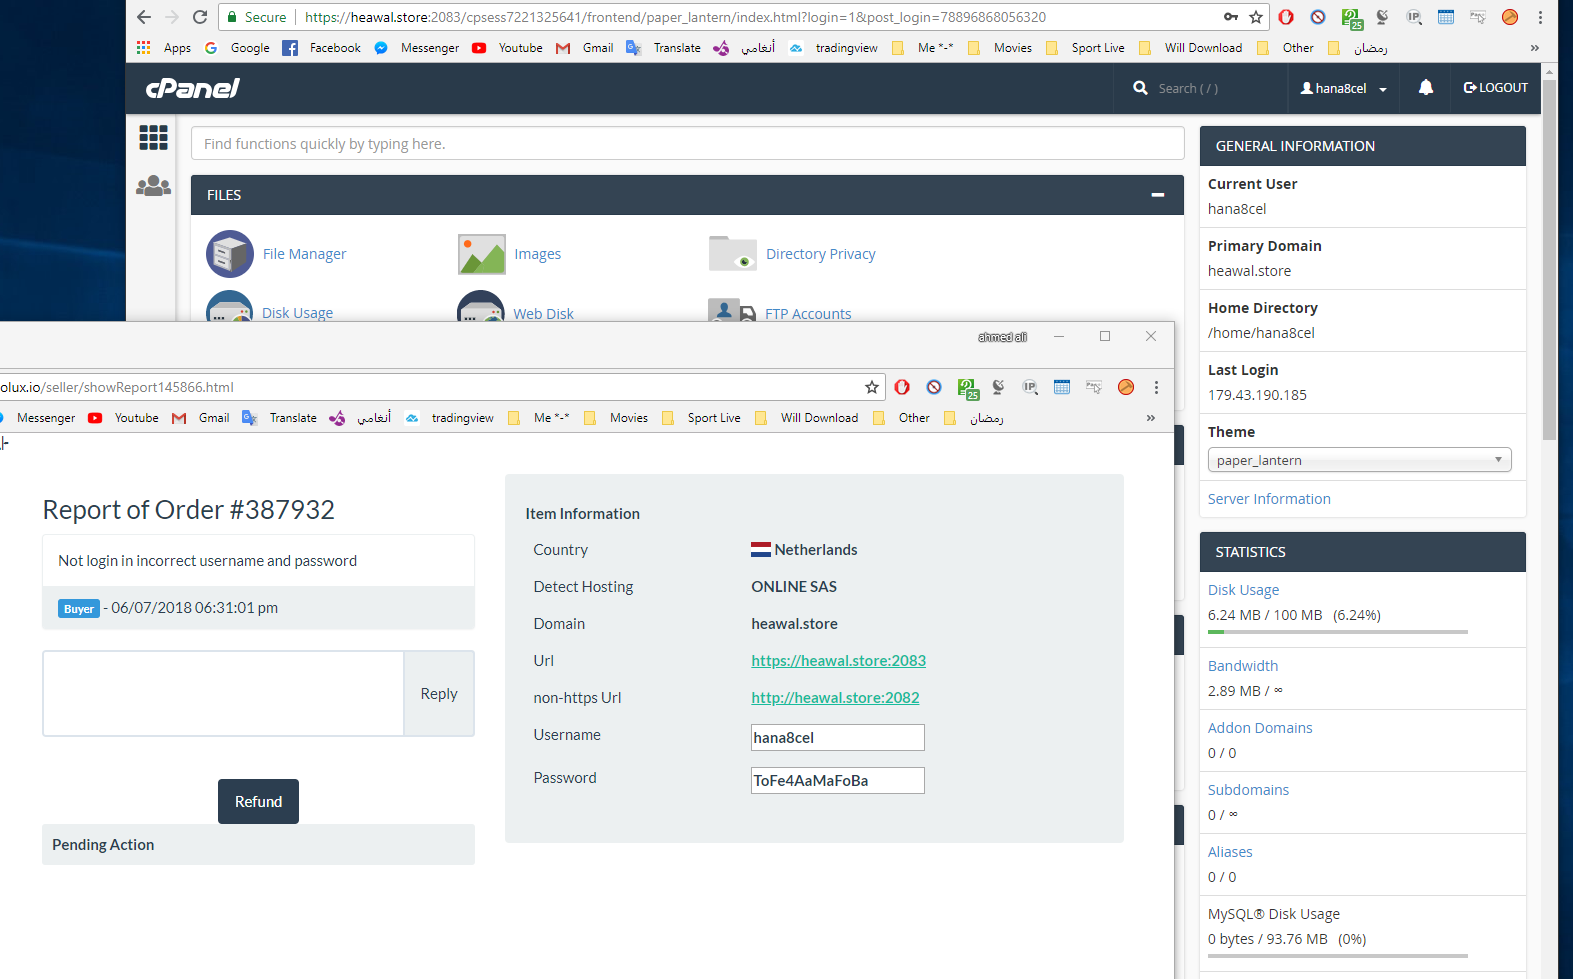 Secure https://heawal.store:2083/cpsess7221325641/frontend/paper_lantern/index.html?login=1&post_login=78896868056320
Apps Google Facebook Messenger Youtube Gmail Translate أنغامي tradingview Me *-* Movies Sport Live Will Download Other رمضان »
cPanel Search ( / ) hana8cel LOGOUT
Find functions quickly by typing here.
FILES
File Manager Images Directory Privacy
Disk Usage Web Disk FTP Accounts
GENERAL INFORMATION
Current User
hana8cel
Primary Domain
heawal.store
Home Directory
/home/hana8cel
Last Login
179.43.190.185
Theme
paper_lantern
Server Information
STATISTICS
Disk Usage
6.24 MB / 100 MB (6.24%)
Bandwidth
2.89 MB / ∞
Addon Domains
0 / 0
Subdomains
0 / ∞
Aliases
0 / 0
MySQL® Disk Usage
0 bytes / 93.76 MB (0%)
ahmed ali
olux.io/seller/showReport145866.html
Messenger Youtube Gmail Translate أنغامي tradingview Me *-* Movies Sport Live Will Download Other رمضان »
Report of Order #387932
Not login in incorrect username and password
Buyer - 06/07/2018 06:31:01 pm
Reply
Refund
Pending Action
Item Information
Country Netherlands
Detect Hosting ONLINE SAS
Domain heawal.store
Url https://heawal.store:2083
non-https Url http://heawal.store:2082
Username hana8cel
Password ToFe4AaMaFoBa